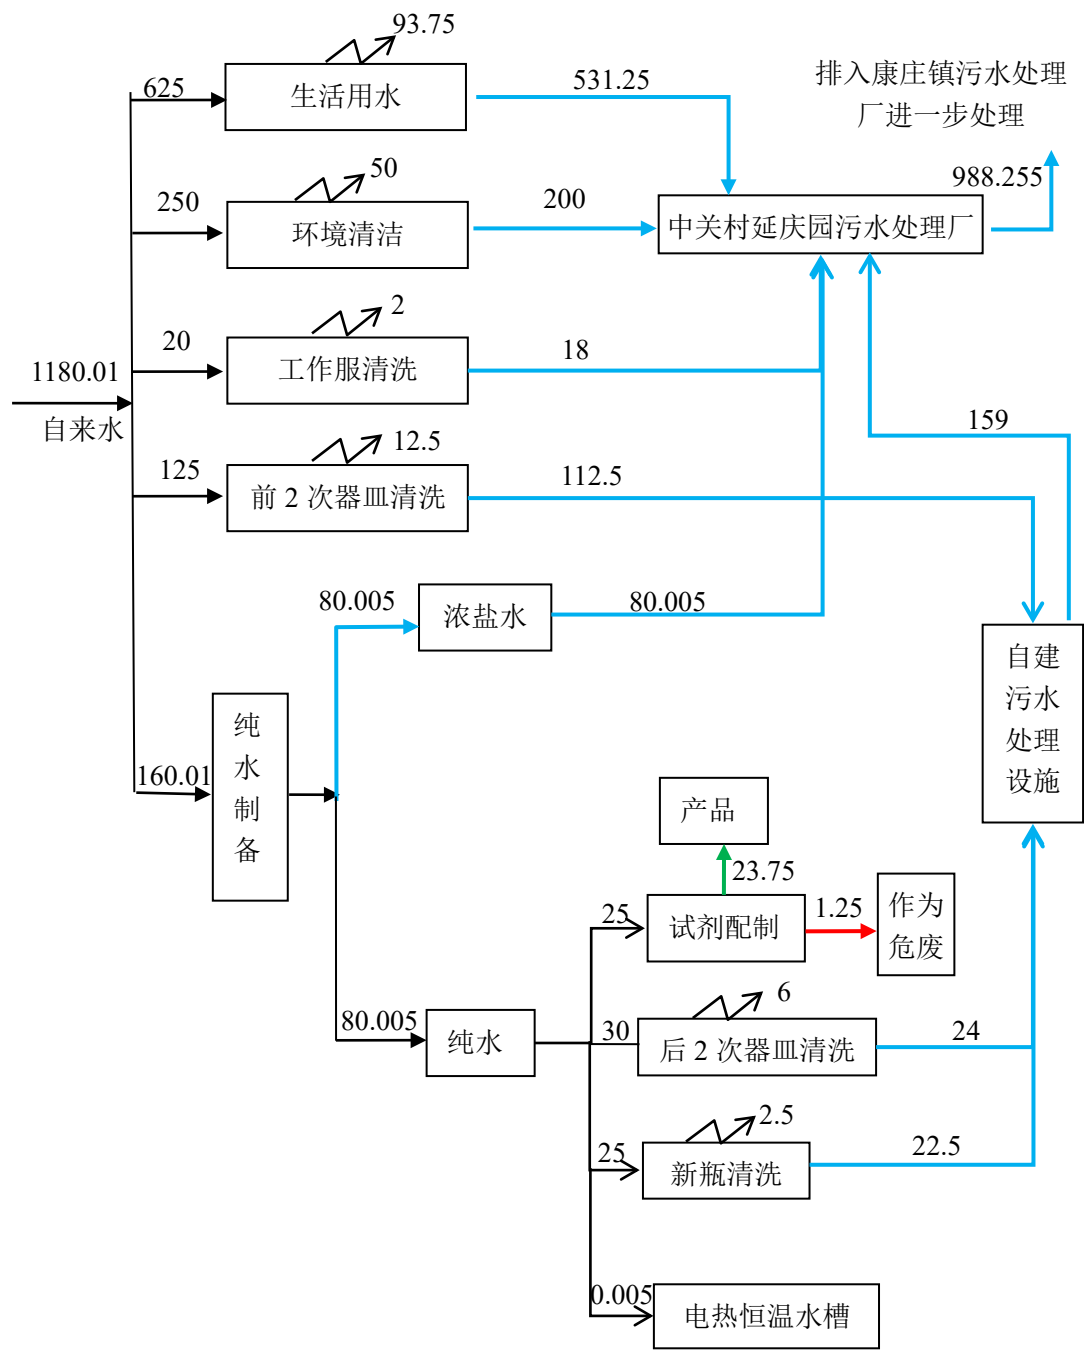 93.75
625
生活用水
531.25
排入康庄镇污水处理
厂进一步处理
988.255
50
250
环境清洁
200
中关村延庆园污水处理厂
2
20
工作服清洗
18
1180.01
自来水
159
12.5
125
前 2 次器皿清洗
112.5
80.005
浓盐水
80.005
自建
污水
处理
设施
160.01
纯
水
制
备
产品
23.75
25
试剂配制
1.25
作为
危废
80.005
纯水
6
30
后 2 次器皿清洗
24
2.5
25
新瓶清洗
22.5
0.005
电热恒温水槽